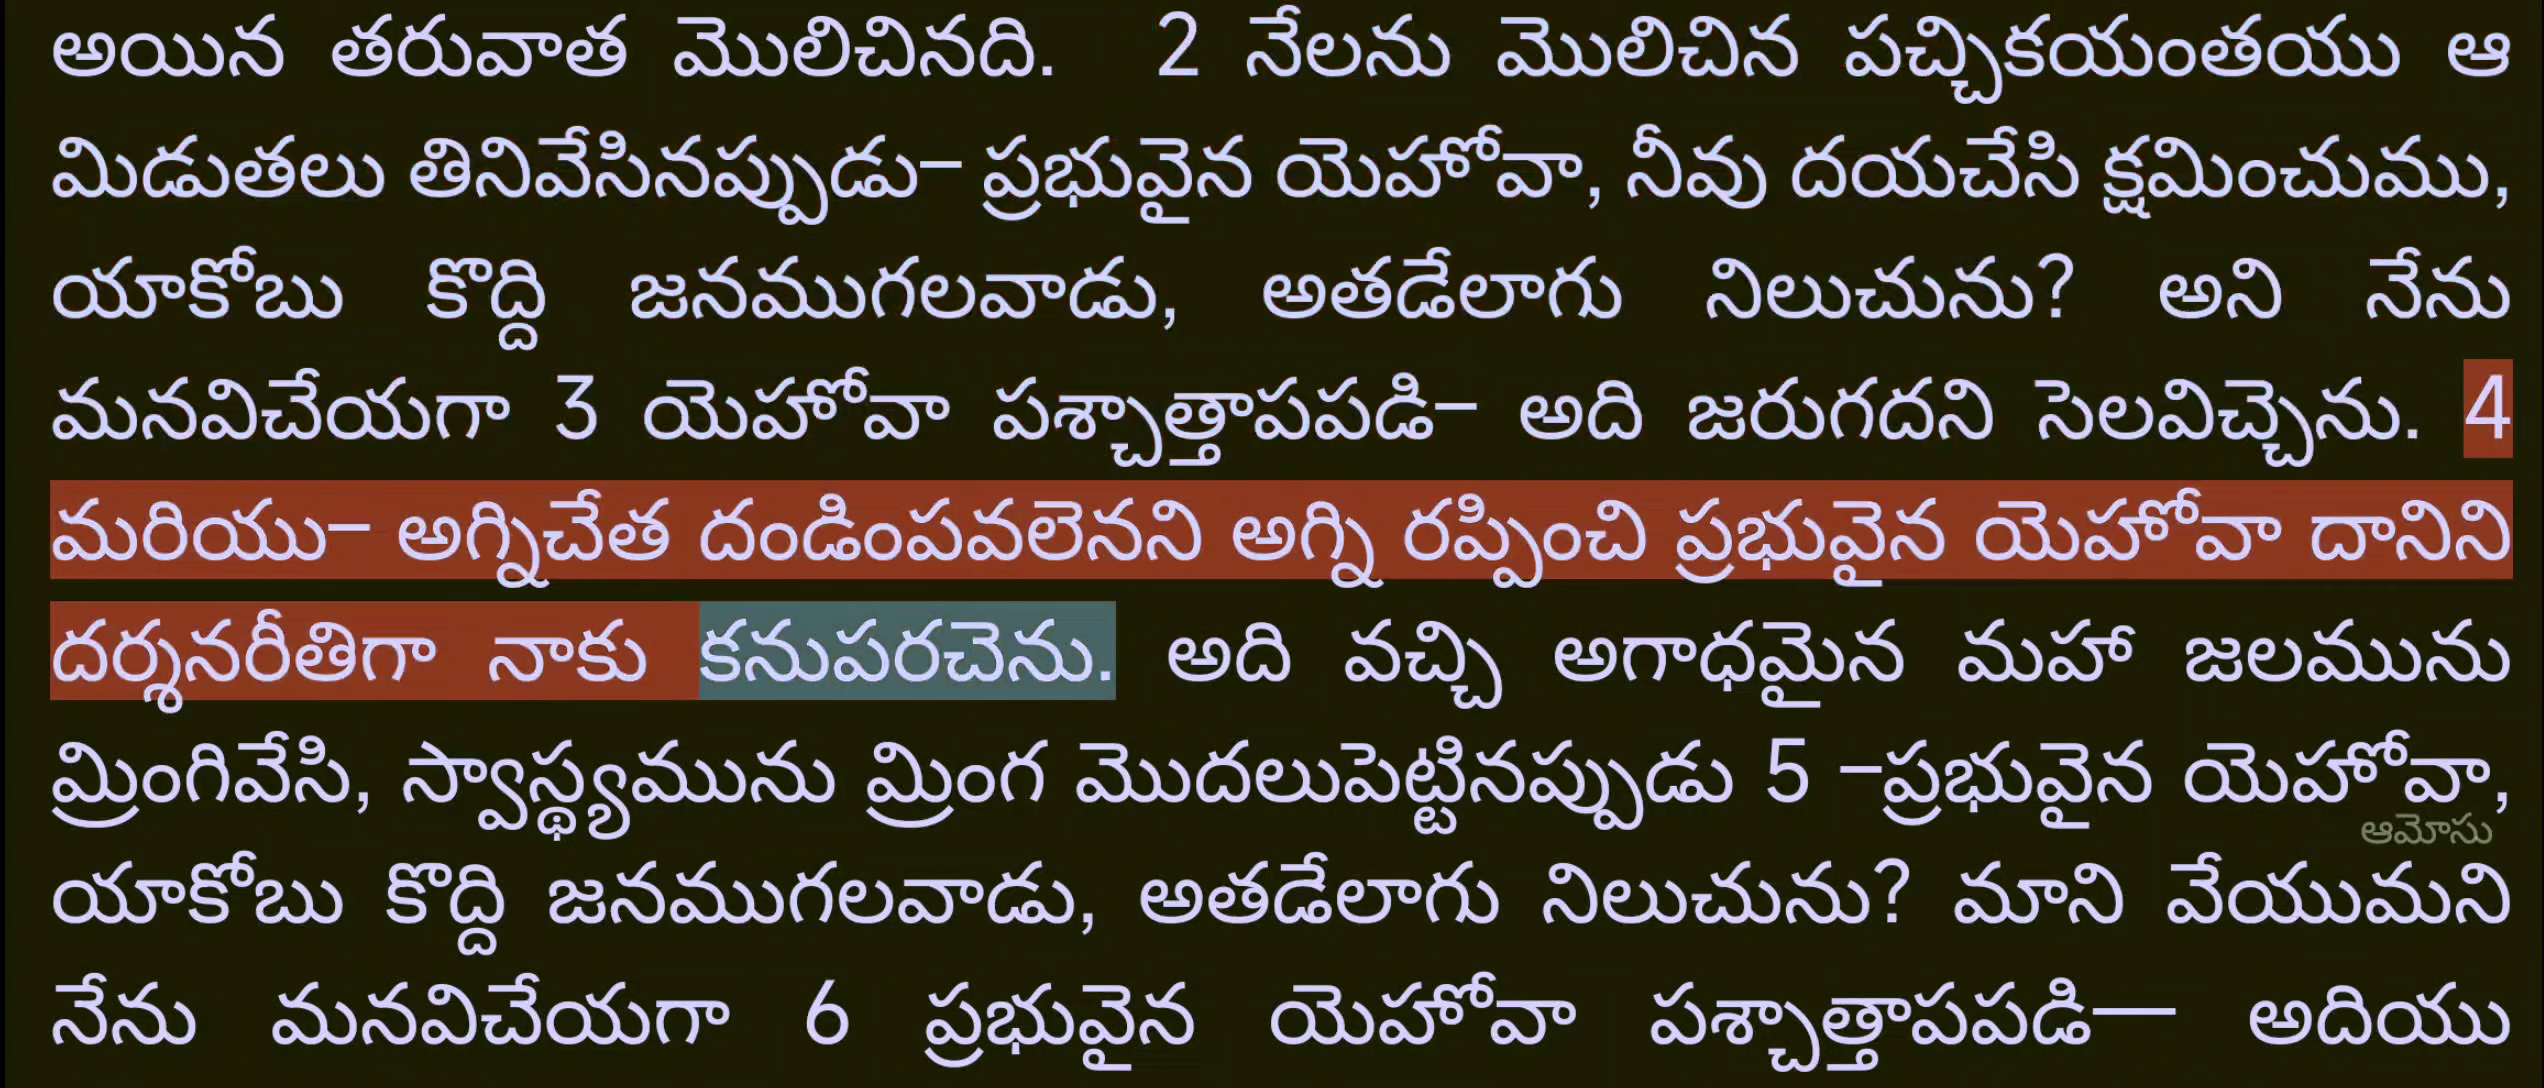 అయిన తరువాత మొలిచినది. 2 నేలను మొలిచిన పచ్చికయంతయు ఆ
మిడుతలు తినివేసినప్పుడు– ప్రభువైన యెహోవా, నీవు దయచేసి క్షమించుము,
యాకోబు కొద్ది జనముగలవాడు, అతడేలాగు నిలుచును? అని నేను
మనవిచేయగా 3 యెహోవా పశ్చాత్తాపపడి– అది జరుగదని సెలవిచ్చెను. 4
మరియు– అగ్నిచేత దండింపవలెనని అగ్ని రప్పించి ప్రభువైన యెహోవా దానిని
దర్శనరీతిగా నాకు కనుపరచెను. అది వచ్చి అగాధమైన మహా జలమును
మ్రింగివేసి, స్వాస్థ్యమును మ్రింగ మొదలుపెట్టినప్పుడు 5 –ప్రభువైన యెహోవా,
ఆమోసు
యాకోబు కొద్ది జనముగలవాడు, అతడేలాగు నిలుచును? మాని వేయుమని
నేను మనవిచేయగా 6 ప్రభువైన యెహోవా పశ్చాత్తాపపడి— అదియు